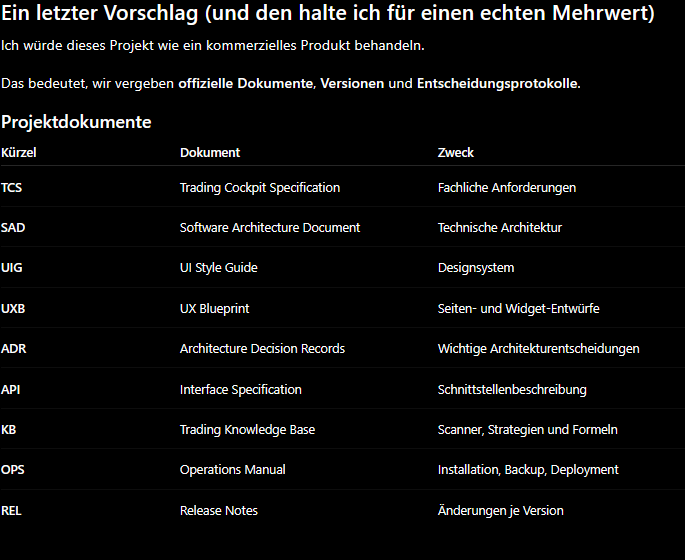 Ein letzter Vorschlag (und den halte ich für einen echten Mehrwert)
Ich würde dieses Projekt wie ein kommerzielles Produkt behandeln.
Das bedeutet, wir vergeben offizielle Dokumente, Versionen und Entscheidungsprotokolle.
Projektdokumente
Kürzel Dokument Zweck
TCS Trading Cockpit Specification Fachliche Anforderungen
SAD Software Architecture Document Technische Architektur
UIG UI Style Guide Designsystem
UXB UX Blueprint Seiten- und Widget-Entwürfe
ADR Architecture Decision Records Wichtige Architekturentscheidungen
API Interface Specification Schnittstellenbeschreibung
KB Trading Knowledge Base Scanner, Strategien und Formeln
OPS Operations Manual Installation, Backup, Deployment
REL Release Notes Änderungen je Version